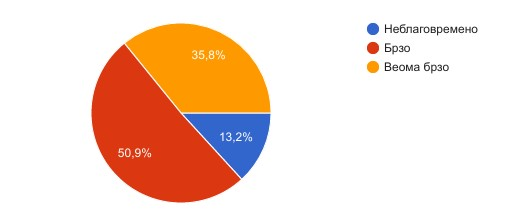 Неблаговремено
Брзо
Веома брзо
35,8%
13,2%
50,9%